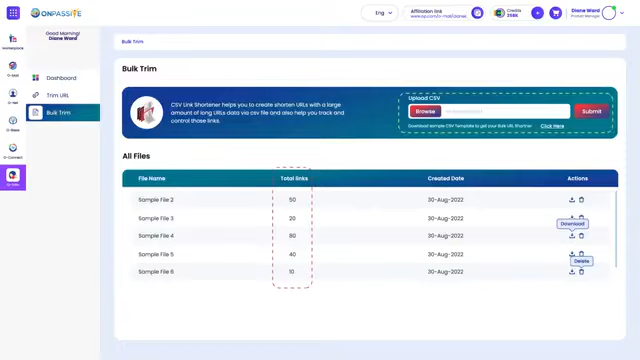 ONPASSIVE
Eng
Affiliation link
Credits
358K
Diane Ward
Product Manager
Good Morning!
Diane Ward
Marketplace
O-Mail
O-Net
O-Connect
Dashboard
Trim URL
Bulk Trim
Bulk Trim
Bulk Trim
CSV Link Shortener helps you to create shorten URLs with a large
amount of long URLs data via csv file and also help you track and
control those links.
Upload CSV
Browse
Submit
Download sample CSV Template to get your Bulk URL Shortner
Click Here
All Files
File Name Total links Created Date Actions
Sample File 2 50 30-Aug-2022
Sample File 3 20 30-Aug-2022
Download
Sample File 4 80 30-Aug-2022
Sample File 5 40 30-Aug-2022
Delete
Sample File 6 10 30-Aug-2022